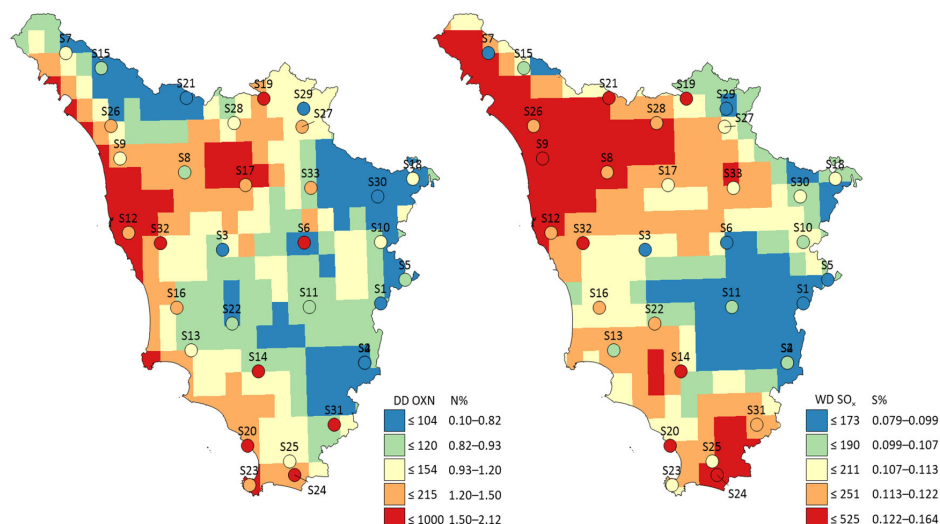 S7
S15
S21
S19
S29
S26
S28
S27
S9
S8
S17
S33
S18
S30
S12
S32
S3
S6
S10
S5
S1
S16
S22
S11
S13
S14
S31
S20
S25
S23
S24
DD OXN N%
≤ 104 0.10–0.82
≤ 120 0.82–0.93
≤ 154 0.93–1.20
≤ 215 1.20–1.50
≤ 1000 1.50–2.12
S7
S15
S21
S19
S29
S26
S28
S27
S9
S8
S17
S33
S18
S30
S12
S32
S3
S6
S10
S5
S1
S16
S22
S11
S13
S14
S31
S20
S25
S23
S24
WD SOₓ S%
≤ 173 0.079–0.099
≤ 190 0.099–0.107
≤ 211 0.107–0.113
≤ 251 0.113–0.122
≤ 525 0.122–0.164